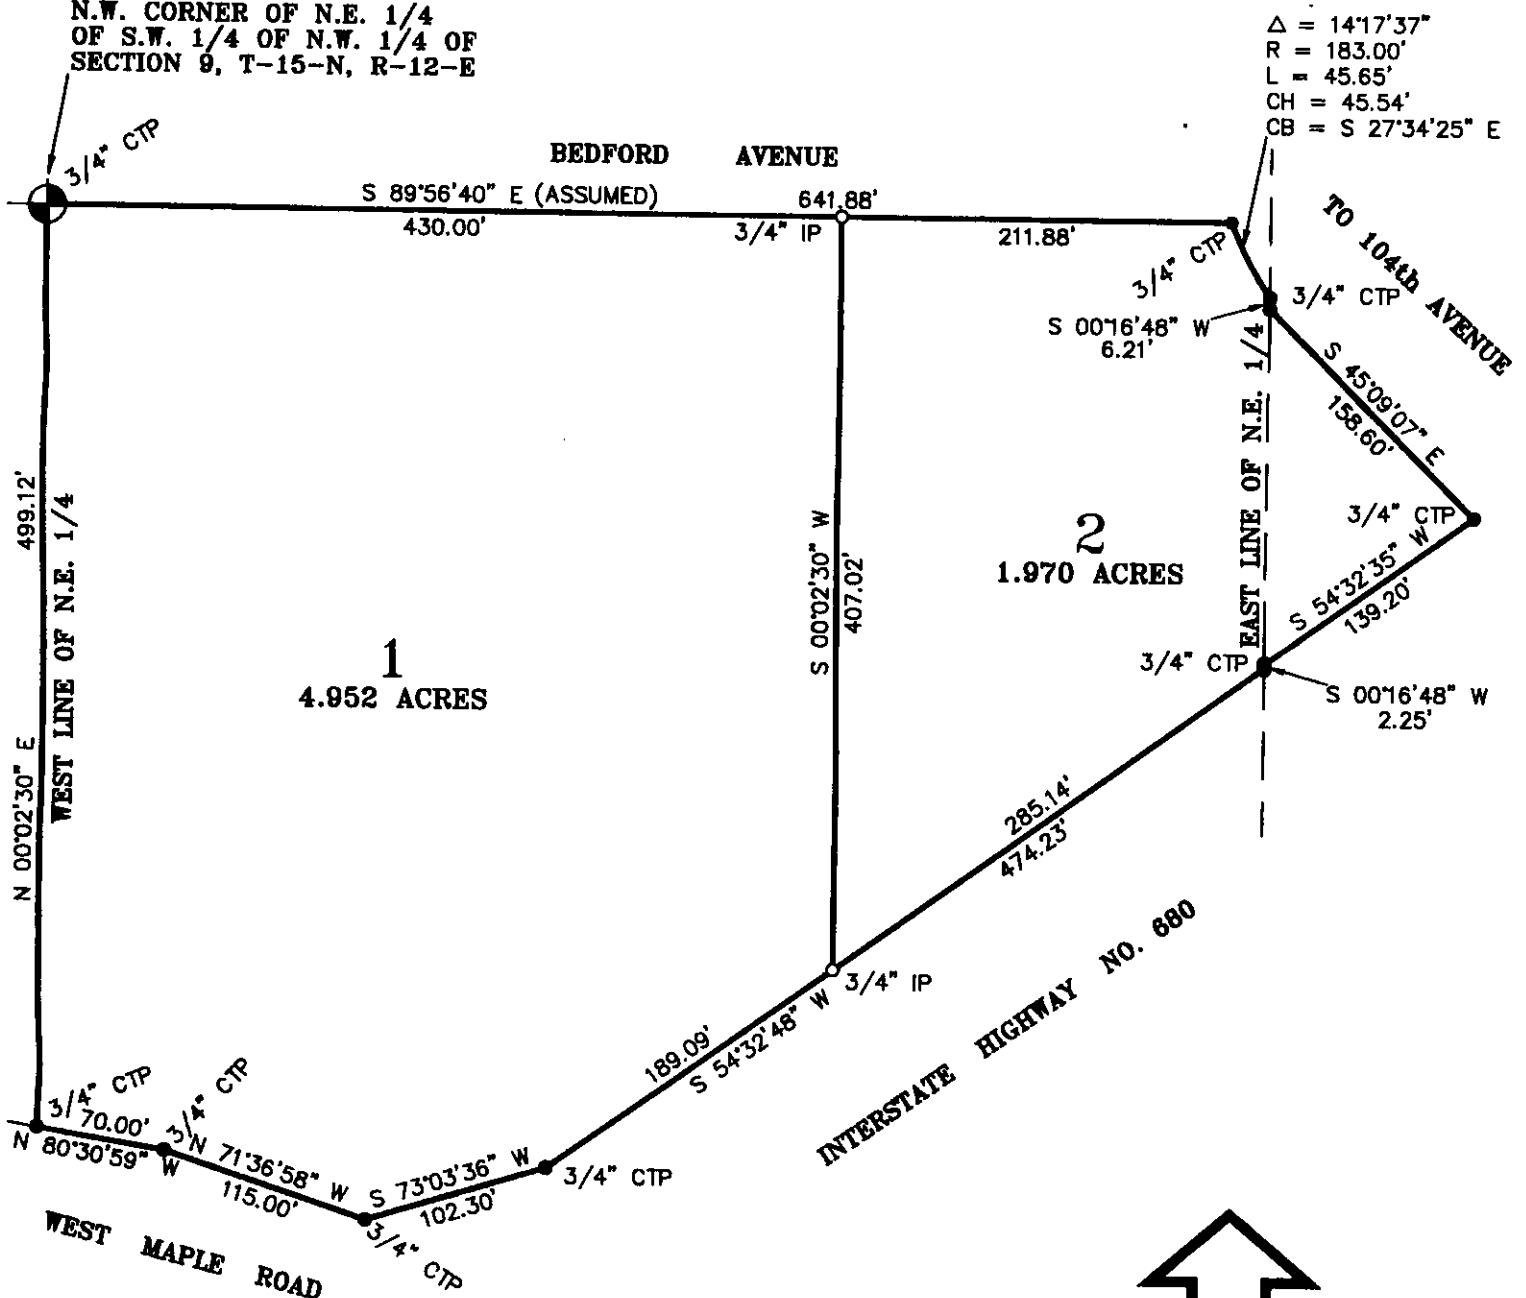 N.W. CORNER OF N.E. 1/4
OF S.W. 1/4 OF N.W. 1/4 OF
SECTION 9, T-15-N, R-12-E
Δ = 14°17'37"
R = 183.00'
L = 45.65'
CH = 45.54'
CB = S 27°34'25" E
3/4" CTP
BEDFORD AVENUE
S 89°56'40" E (ASSUMED)
641.88'
430.00'
3/4" IP
211.88'
3/4" CTP
TO 104th AVENUE
3/4" CTP
S 00°16'48" W
6.21'
S 45°09'07" E
158.60'
EAST LINE OF N.E. 1/4
499.12'
N 00°02'30" E
WEST LINE OF N.E. 1/4
S 00°02'30" W
407.02'
2
1.970 ACRES
3/4" CTP
S 54°32'35" W
139.20'
1
4.952 ACRES
3/4" CTP
S 00°16'48" W
2.25'
285.14'
474.23'
3/4" IP
189.09'
S 54°32'48" W
INTERSTATE HIGHWAY NO. 680
3/4" CTP
70.00'
N 80°30'59" W
3/4" CTP
N 71°36'58" W
115.00'
S 73°03'36" W
102.30'
3/4" CTP
3/4" CTP
WEST MAPLE ROAD